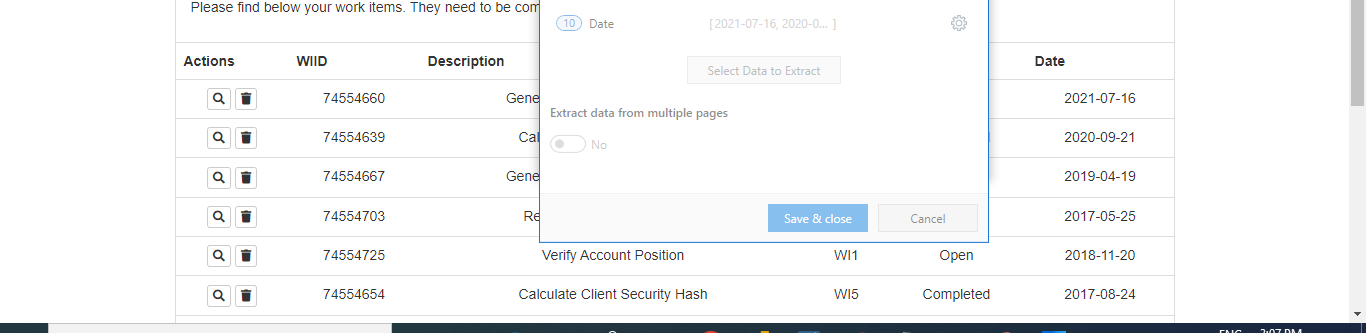 Please find below your work items. They need to be com
10 Date [ 2021-07-16, 2020-0... ]
Actions WIID Description Date
Select Data to Extract
74554660 Gene 2021-07-16
Extract data from multiple pages
74554639 Cal 2020-09-21
No
74554667 Gene 2019-04-19
74554703 Re 2017-05-25
Save & close Cancel
74554725 Verify Account Position WI1 Open 2018-11-20
74554654 Calculate Client Security Hash WI5 Completed 2017-08-24
ENG 3:07 PM